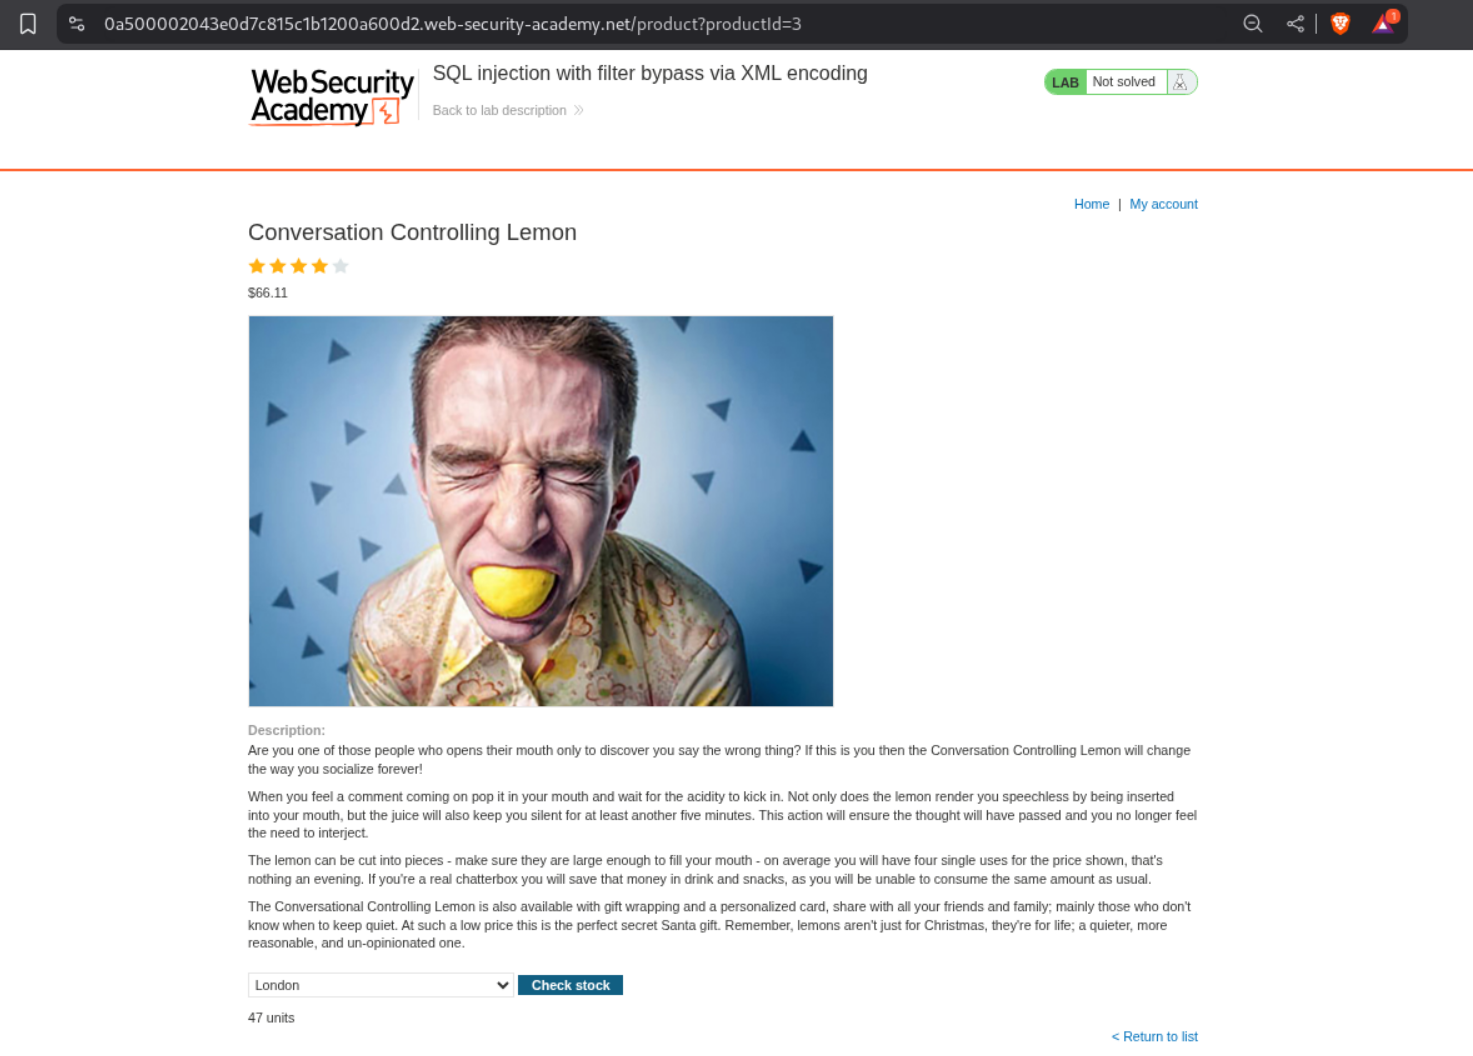 0a500002043e0d7c815c1b1200a600d2.web-security-academy.net/product?productId=3
1
WebSecurity
Academy
SQL injection with filter bypass via XML encoding
Back to lab description
LAB Not solved
Home | My account
Conversation Controlling Lemon
$66.11
Description:
Are you one of those people who opens their mouth only to discover you say the wrong thing? If this is you then the Conversation Controlling Lemon will change
the way you socialize forever!
When you feel a comment coming on pop it in your mouth and wait for the acidity to kick in. Not only does the lemon render you speechless by being inserted
into your mouth, but the juice will also keep you silent for at least another five minutes. This action will ensure the thought will have passed and you no longer feel
the need to interject.
The lemon can be cut into pieces - make sure they are large enough to fill your mouth - on average you will have four single uses for the price shown, that's
nothing an evening. If you're a real chatterbox you will save that money in drink and snacks, as you will be unable to consume the same amount as usual.
The Conversational Controlling Lemon is also available with gift wrapping and a personalized card, share with all your friends and family; mainly those who don't
know when to keep quiet. At such a low price this is the perfect secret Santa gift. Remember, lemons aren't just for Christmas, they're for life; a quieter, more
reasonable, and un-opinionated one.
London Check stock
47 units
< Return to list